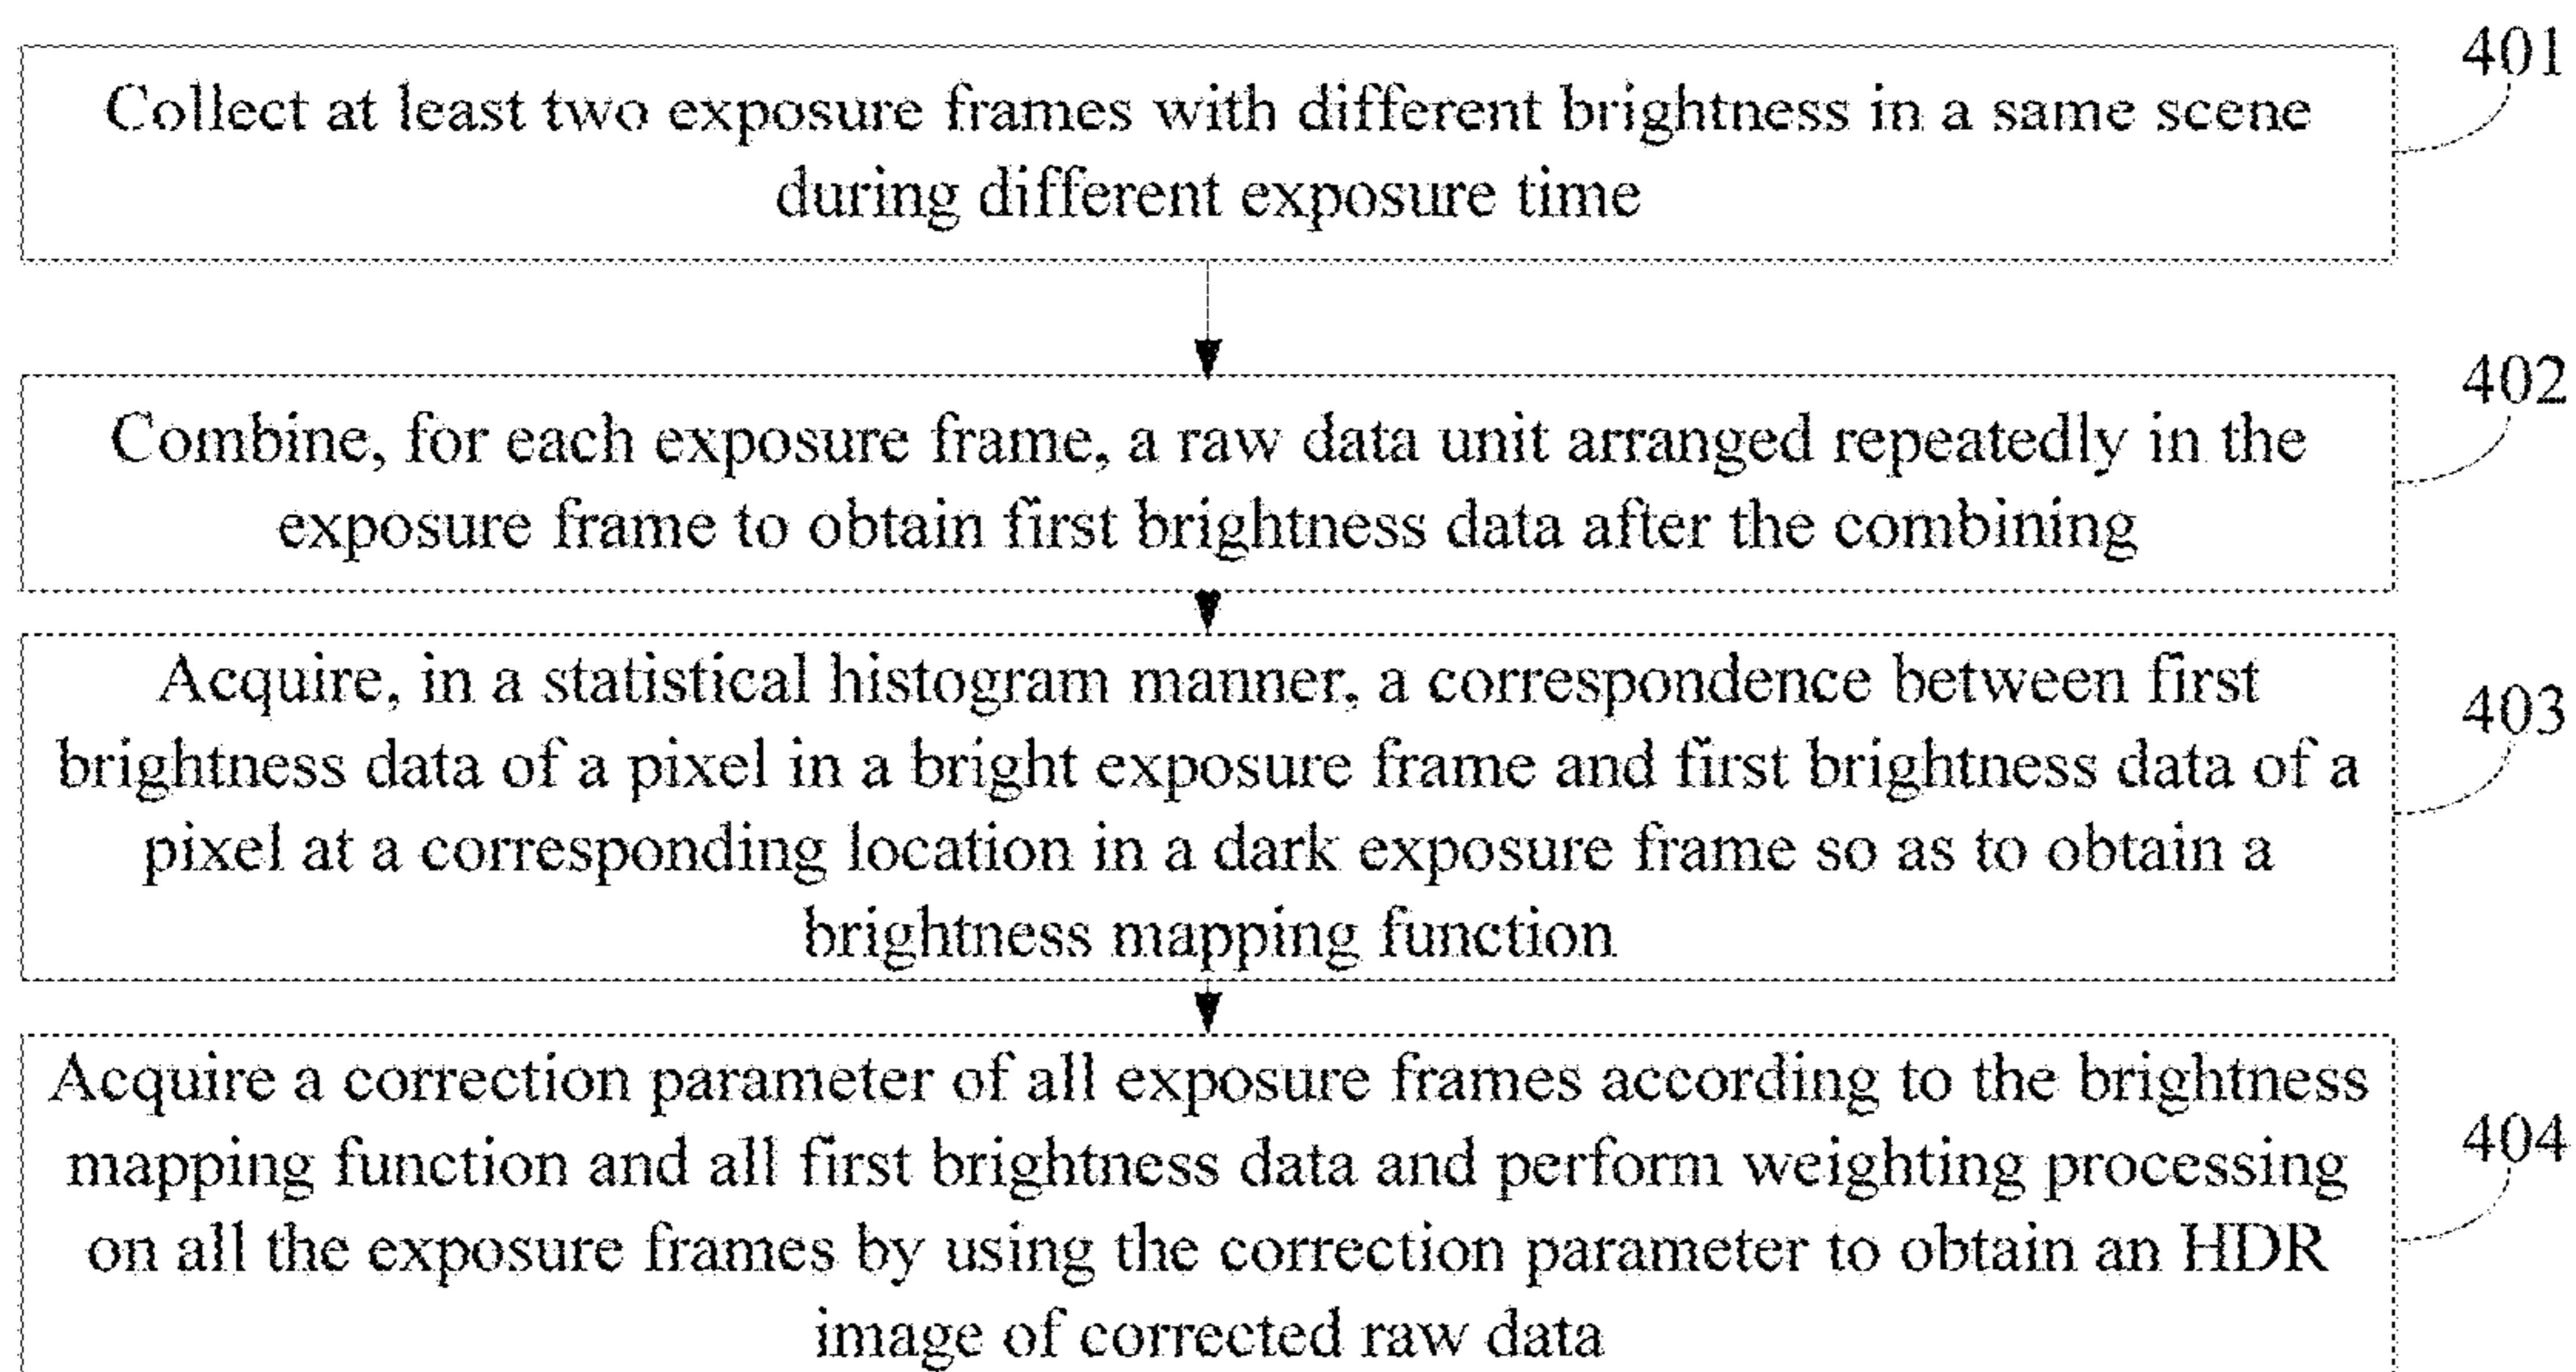 401
Collect at least two exposure frames with different brightness in a same scene
during different exposure time
402
Combine, for each exposure frame, a raw data unit arranged repeatedly in the
exposure frame to obtain first brightness data after the combining
403
Acquire, in a statistical histogram manner, a correspondence between first
brightness data of a pixel in a bright exposure frame and first brightness data of a
pixel at a corresponding location in a dark exposure frame so as to obtain a
brightness mapping function
404
Acquire a correction parameter of all exposure frames according to the brightness
mapping function and all first brightness data and perform weighting processing
on all the exposure frames by using the correction parameter to obtain an HDR
image of corrected raw data